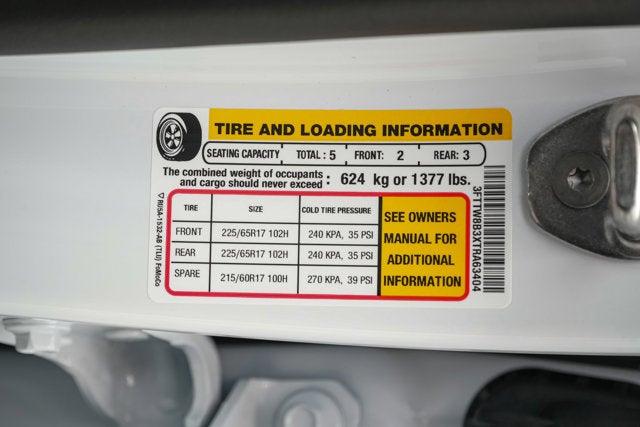 TIRE AND LOADING INFORMATION
SEATING CAPACITY TOTAL : 5 FRONT: 2 REAR: 3
The combined weight of occupants
and cargo should never exceed : 624 kg or 1377 lbs.
TIRE SIZE COLD TIRE PRESSURE
FRONT 225/65R17 102H 240 KPA, 35 PSI
REAR 225/65R17 102H 240 KPA, 35 PSI
SPARE 215/60R17 100H 270 KPA, 39 PSI
SEE OWNERS
MANUAL FOR
ADDITIONAL
INFORMATION
3FTTW8B3XTRA63404
(TLU) FoMoCo